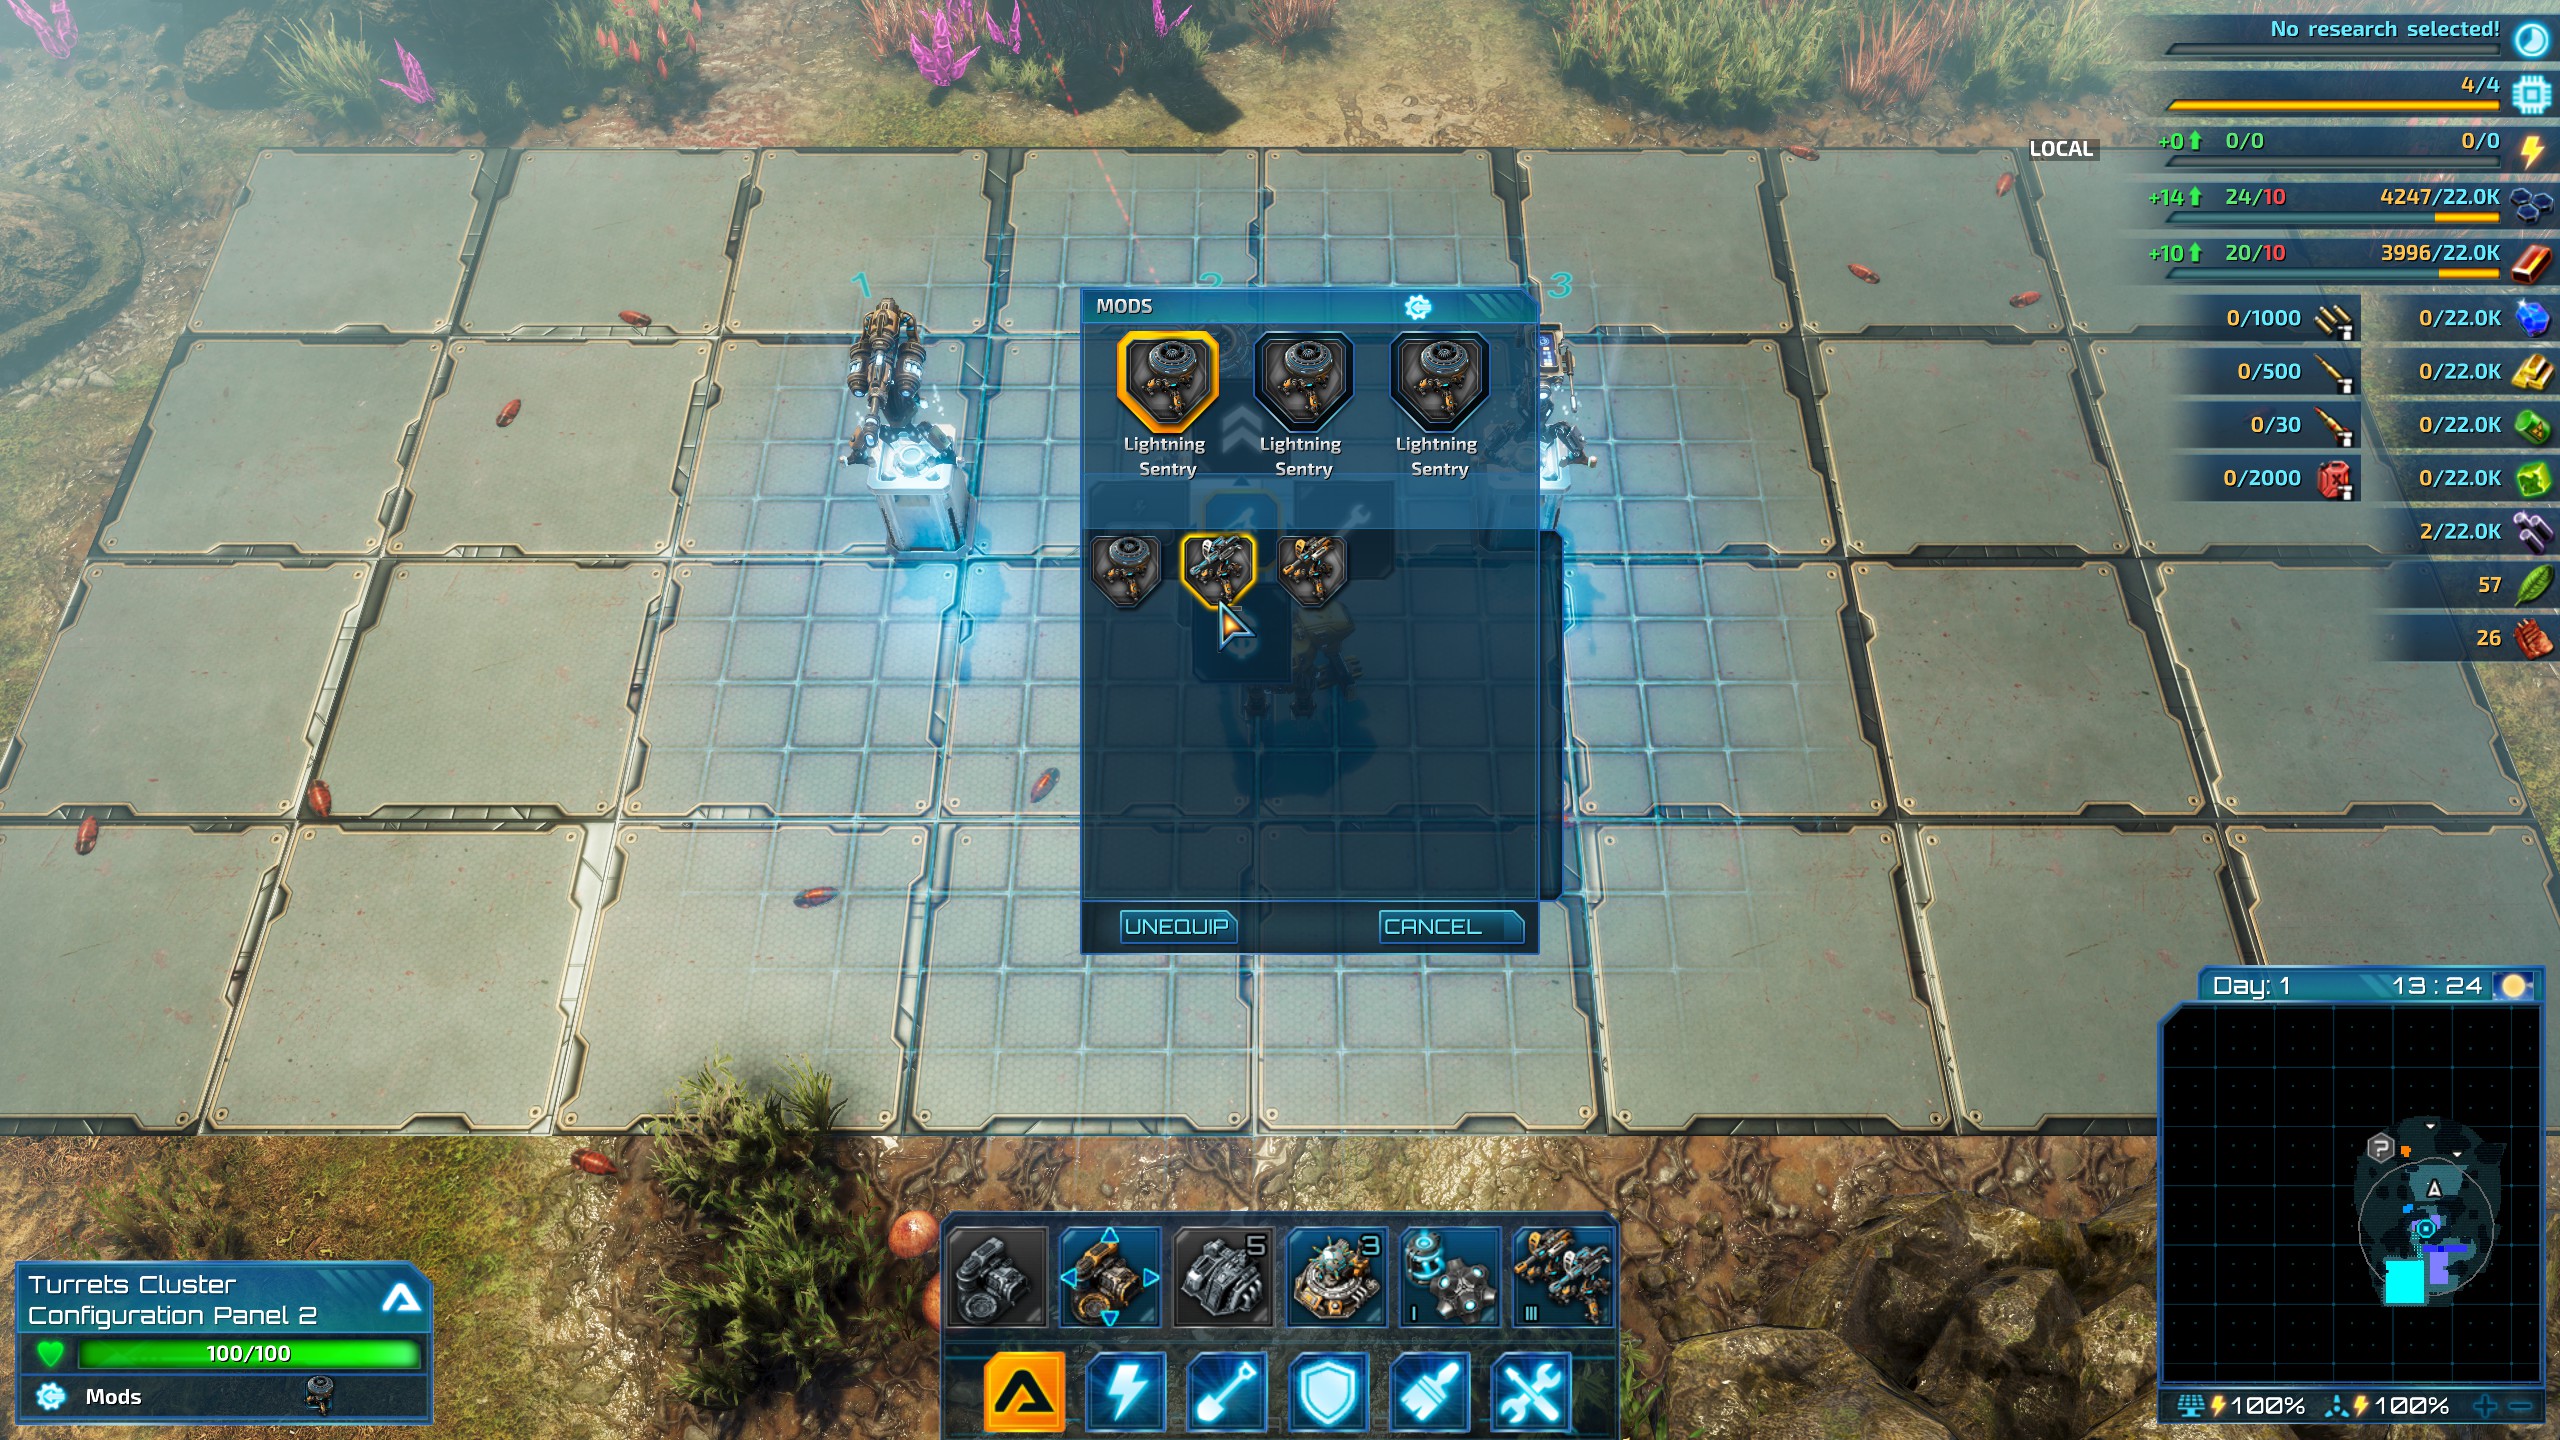 No research selected!
4/4
LOCAL
+0 0/0 0/0
+14 24/10 4247/22.0K
+10 20/10 3996/22.0K
0/1000 0/22.0K
0/500 0/22.0K
0/30 0/22.0K
0/2000 0/22.0K
2/22.0K
57
26
1 2 3
MODS
Lightning Sentry
Lightning Sentry
Lightning Sentry
UNEQUIP
CANCEL
Day: 1 13:24
?
100% 100%
Turrets Cluster
Configuration Panel 2
100/100
Mods
5
3
I
III